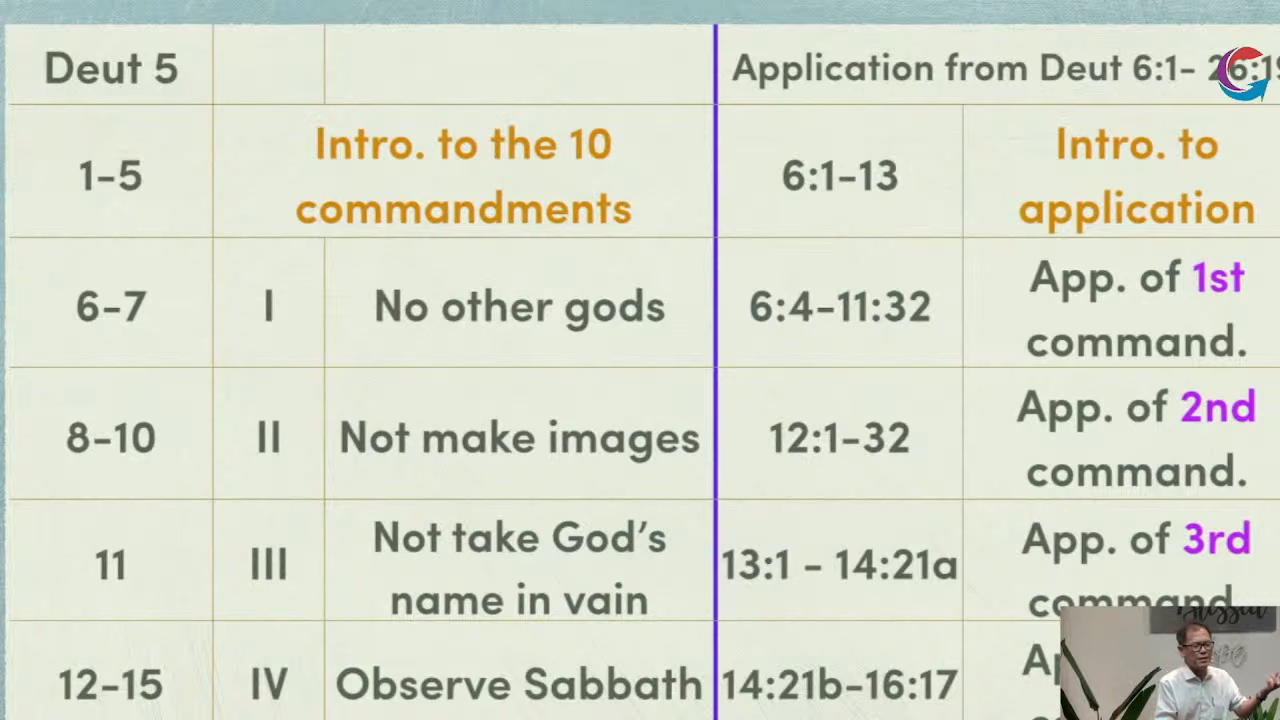 Deut 5
Application from Deut 6:1- 26:19
1-5
Intro. to the 10
commandments
6:1-13
Intro. to
application
6-7
I
No other gods
6:4-11:32
App. of 1st
command.
8-10
II
Not make images
12:1-32
App. of 2nd
command.
11
III
Not take God's
name in vain
13:1 - 14:21a
App. of 3rd
command
12-15
IV
Observe Sabbath
14:21b-16:17